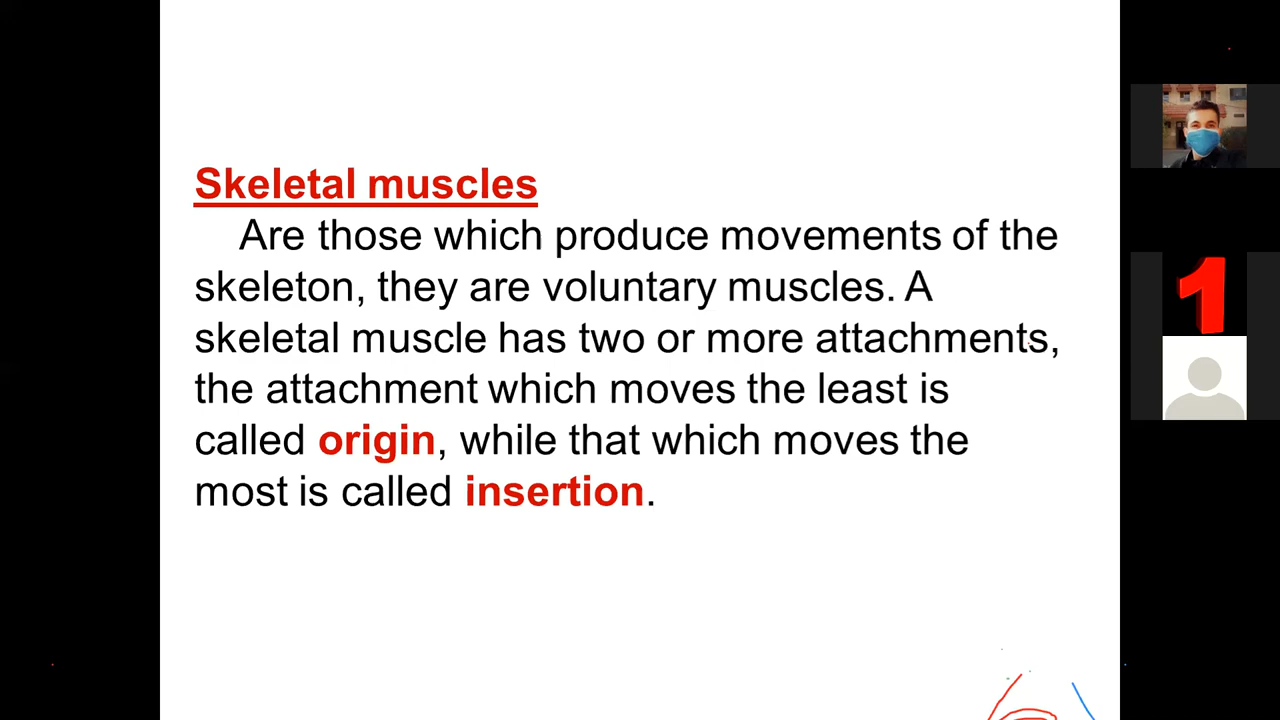 Skeletal muscles
Are those which produce movements of the
skeleton, they are voluntary muscles. A
skeletal muscle has two or more attachments,
the attachment which moves the least is
called origin, while that which moves the
most is called insertion.
1